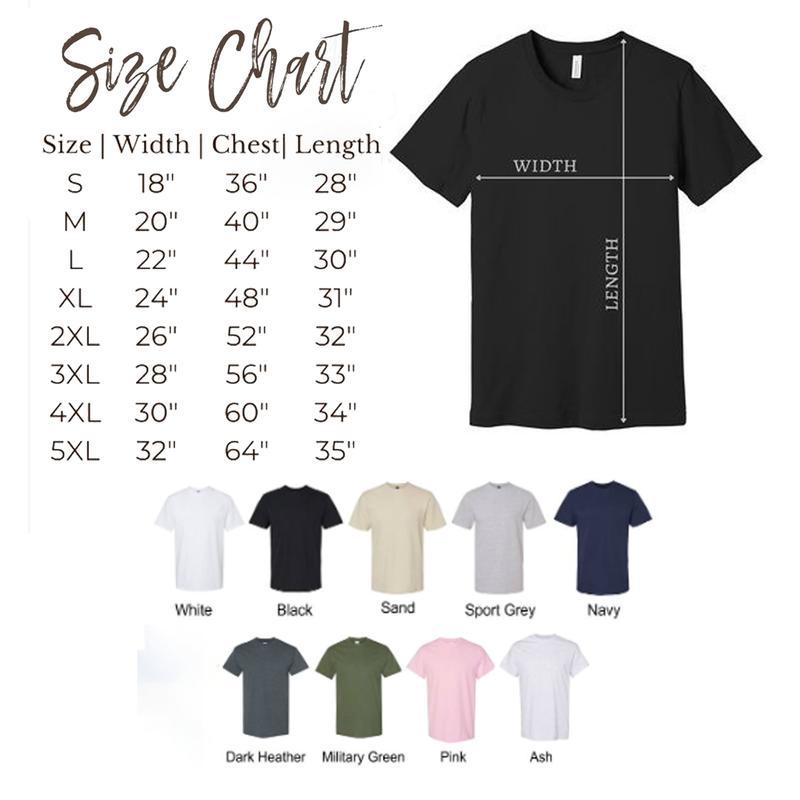 Size Chart
Size | Width | Chest| Length
S 18" 36" 28"
M 20" 40" 29"
L 22" 44" 30"
XL 24" 48" 31"
2XL 26" 52" 32"
3XL 28" 56" 33"
4XL 30" 60" 34"
5XL 32" 64" 35"
WIDTH
LENGTH
White Black Sand Sport Grey Navy
Dark Heather Military Green Pink Ash